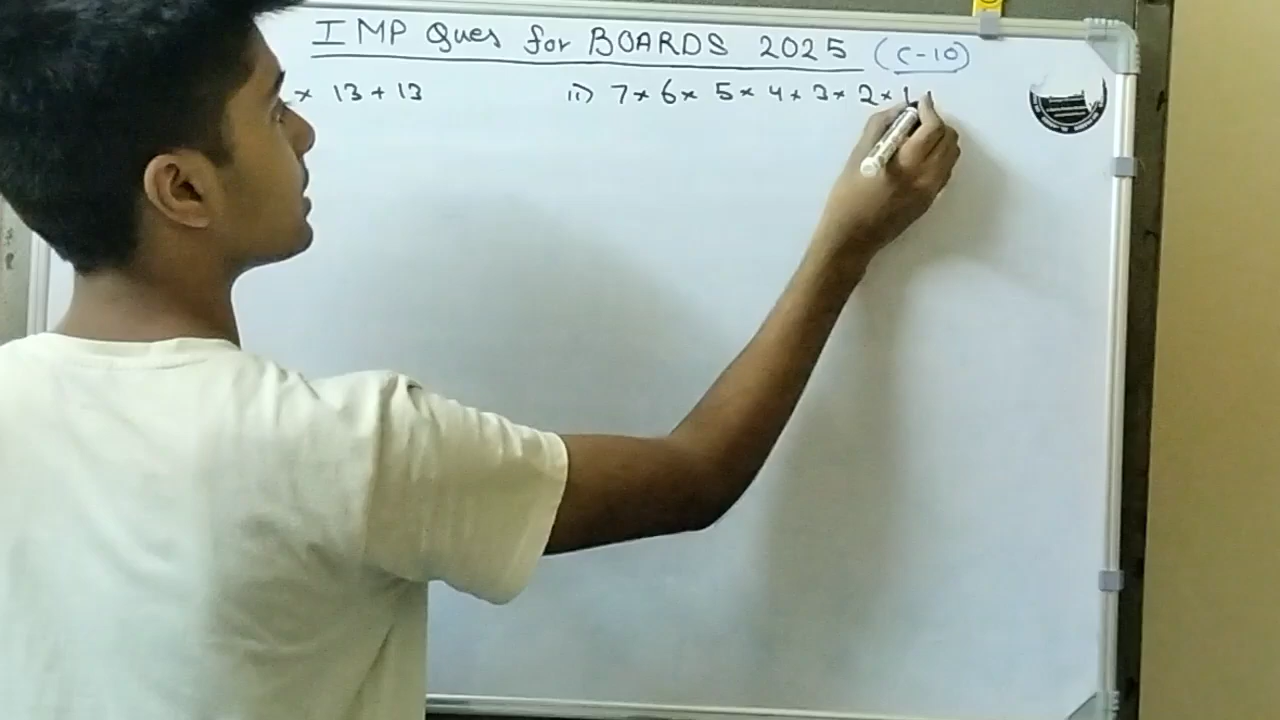 IMP Ques for BOARDS 2025 (C-10)
× 13 + 13 ii) 7 × 6 × 5 × 4 × 3 × 2 × 1